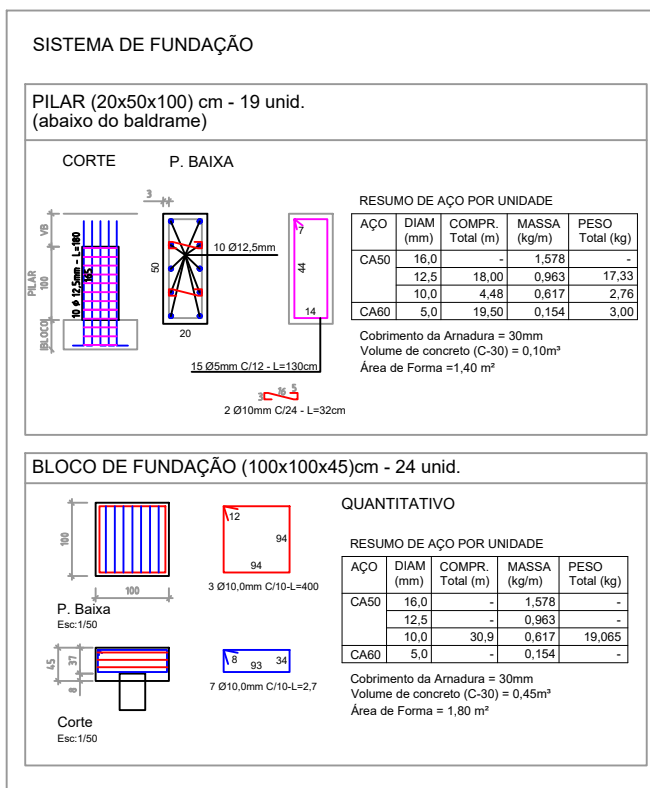 SISTEMA DE FUNDAÇÃO
PILAR (20x50x100) cm - 19 unid.
(abaixo do baldrame)
CORTE
P. BAIXA
3
VB
PILAR
100
BLOCO
10 Ø 12,5mm - L=180
165
50
20
10 Ø12,5mm
7
44
14
15 Ø5mm C/12 - L=130cm
3 16 5
2 Ø10mm C/24 - L=32cm
RESUMO DE AÇO POR UNIDADE
AÇO DIAM (mm) COMPR. Total (m) MASSA (kg/m) PESO Total (kg)
CA50 16,0 - 1,578 -
12,5 18,00 0,963 17,33
10,0 4,48 0,617 2,76
CA60 5,0 19,50 0,154 3,00
Cobrimento da Arnadura = 30mm
Volume de concreto (C-30) = 0,10m³
Área de Forma =1,40 m²
BLOCO DE FUNDAÇÃO (100x100x45)cm - 24 unid.
100
100
P. Baixa
Esc:1/50
12
94
94
3 Ø10,0mm C/10-L=400
45
37
8
Corte
Esc:1/50
8 93 34
7 Ø10,0mm C/10-L=2,7
QUANTITATIVO
RESUMO DE AÇO POR UNIDADE
AÇO DIAM (mm) COMPR. Total (m) MASSA (kg/m) PESO Total (kg)
CA50 16,0 - 1,578 -
12,5 - 0,963 -
10,0 30,9 0,617 19,065
CA60 5,0 - 0,154 -
Cobrimento da Arnadura = 30mm
Volume de concreto (C-30) = 0,45m³
Área de Forma = 1,80 m²